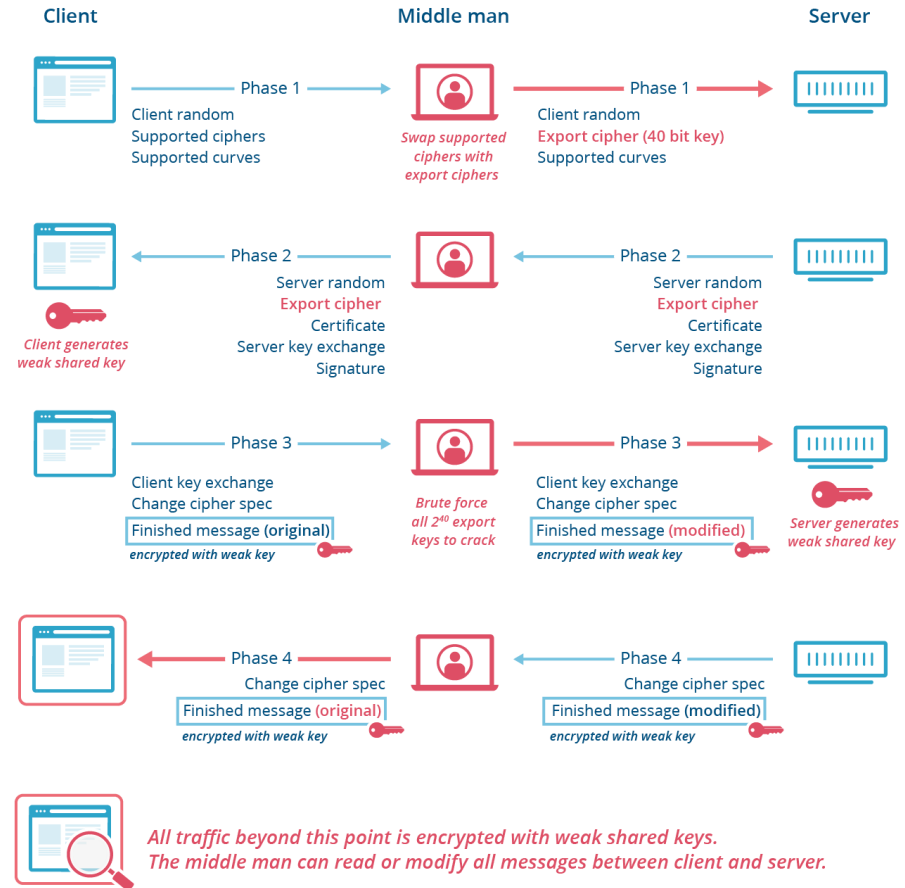 Client
Middle man
Server
Phase 1
Client random
Supported ciphers
Supported curves
Swap supported
ciphers with
export ciphers
Phase 1
Client random
Export cipher (40 bit key)
Supported curves
Phase 2
Server random
Export cipher
Certificate
Server key exchange
Signature
Client generates
weak shared key
Phase 2
Server random
Export cipher
Certificate
Server key exchange
Signature
Phase 3
Client key exchange
Change cipher spec
Finished message (original)
encrypted with weak key
Brute force
all 2⁴⁰ export
keys to crack
Phase 3
Client key exchange
Change cipher spec
Finished message (modified)
encrypted with weak key
Server generates
weak shared key
Phase 4
Change cipher spec
Finished message (original)
encrypted with weak key
Phase 4
Change cipher spec
Finished message (modified)
encrypted with weak key
All traffic beyond this point is encrypted with weak shared keys.
The middle man can read or modify all messages between client and server.